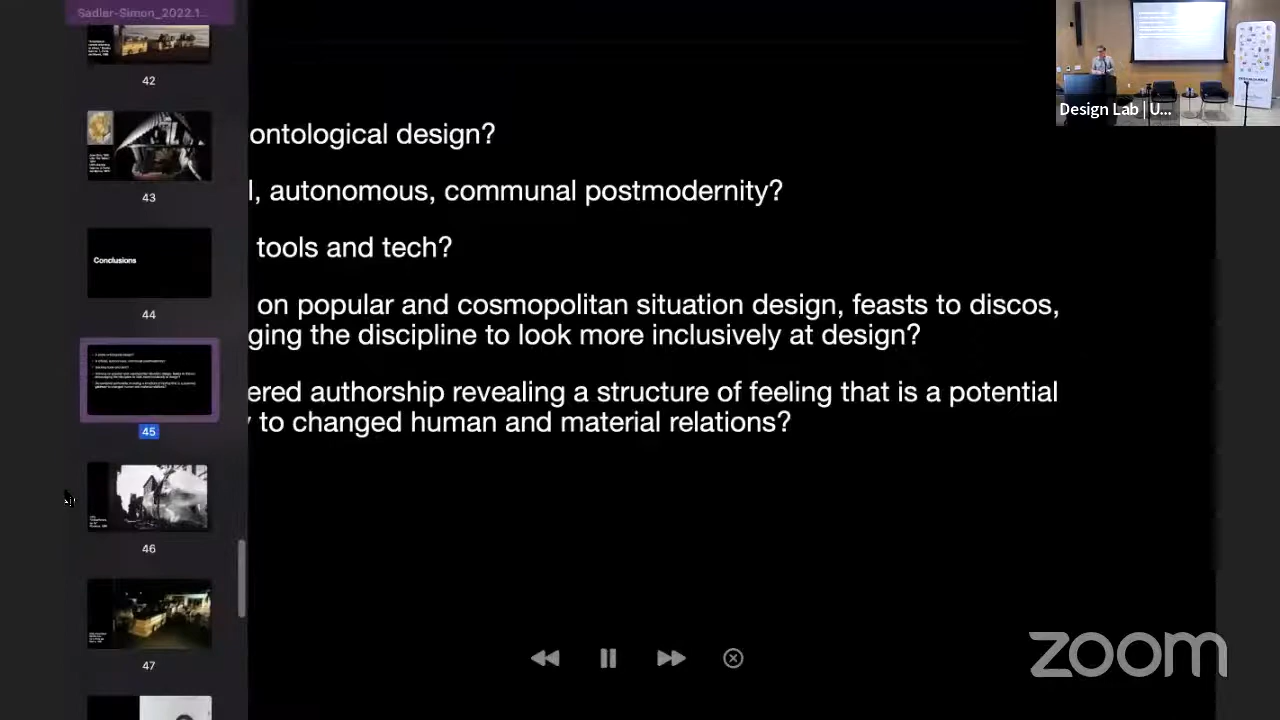 Sadler-Simon_2022.1...
42
43
Conclusions
44
45
46
47
ontological design?
l, autonomous, communal postmodernity?
tools and tech?
on popular and cosmopolitan situation design, feasts to discos,
ging the discipline to look more inclusively at design?
ered authorship revealing a structure of feeling that is a potential
to changed human and material relations?
Design Lab | U...
zoom